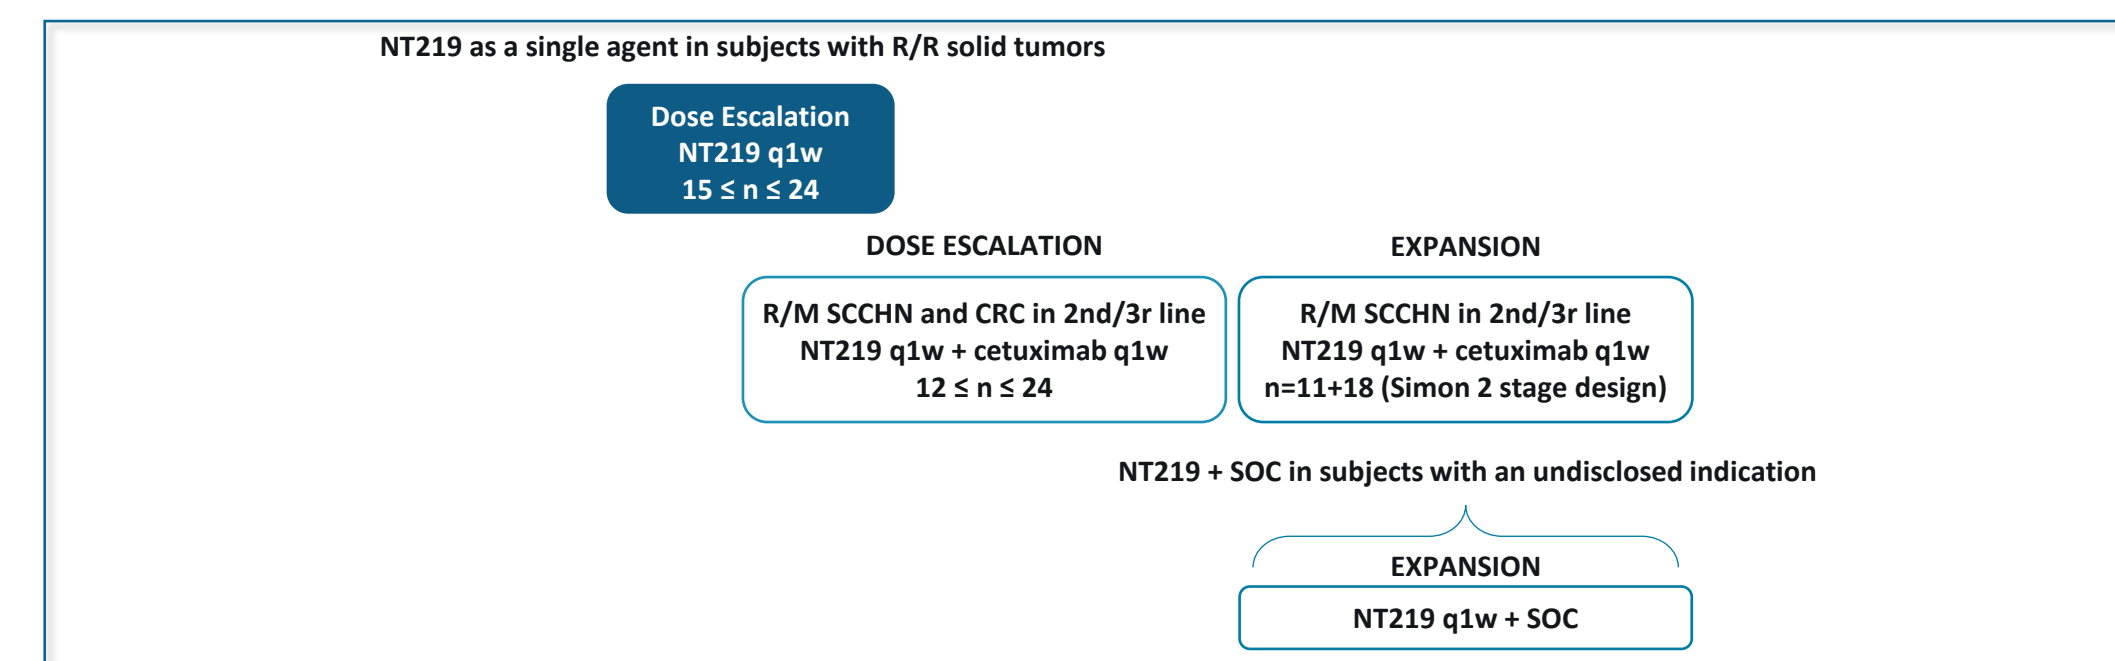 NT219 as a single agent in subjects with R/R solid tumors
Dose Escalation
NT219 q1w
15 ≤ n ≤ 24
DOSE ESCALATION
R/M SCCHN and CRC in 2nd/3r line
NT219 q1w + cetuximab q1w
12 ≤ n ≤ 24
EXPANSION
R/M SCCHN in 2nd/3r line
NT219 q1w + cetuximab q1w
n=11+18 (Simon 2 stage design)
NT219 + SOC in subjects with an undisclosed indication
EXPANSION
NT219 q1w + SOC